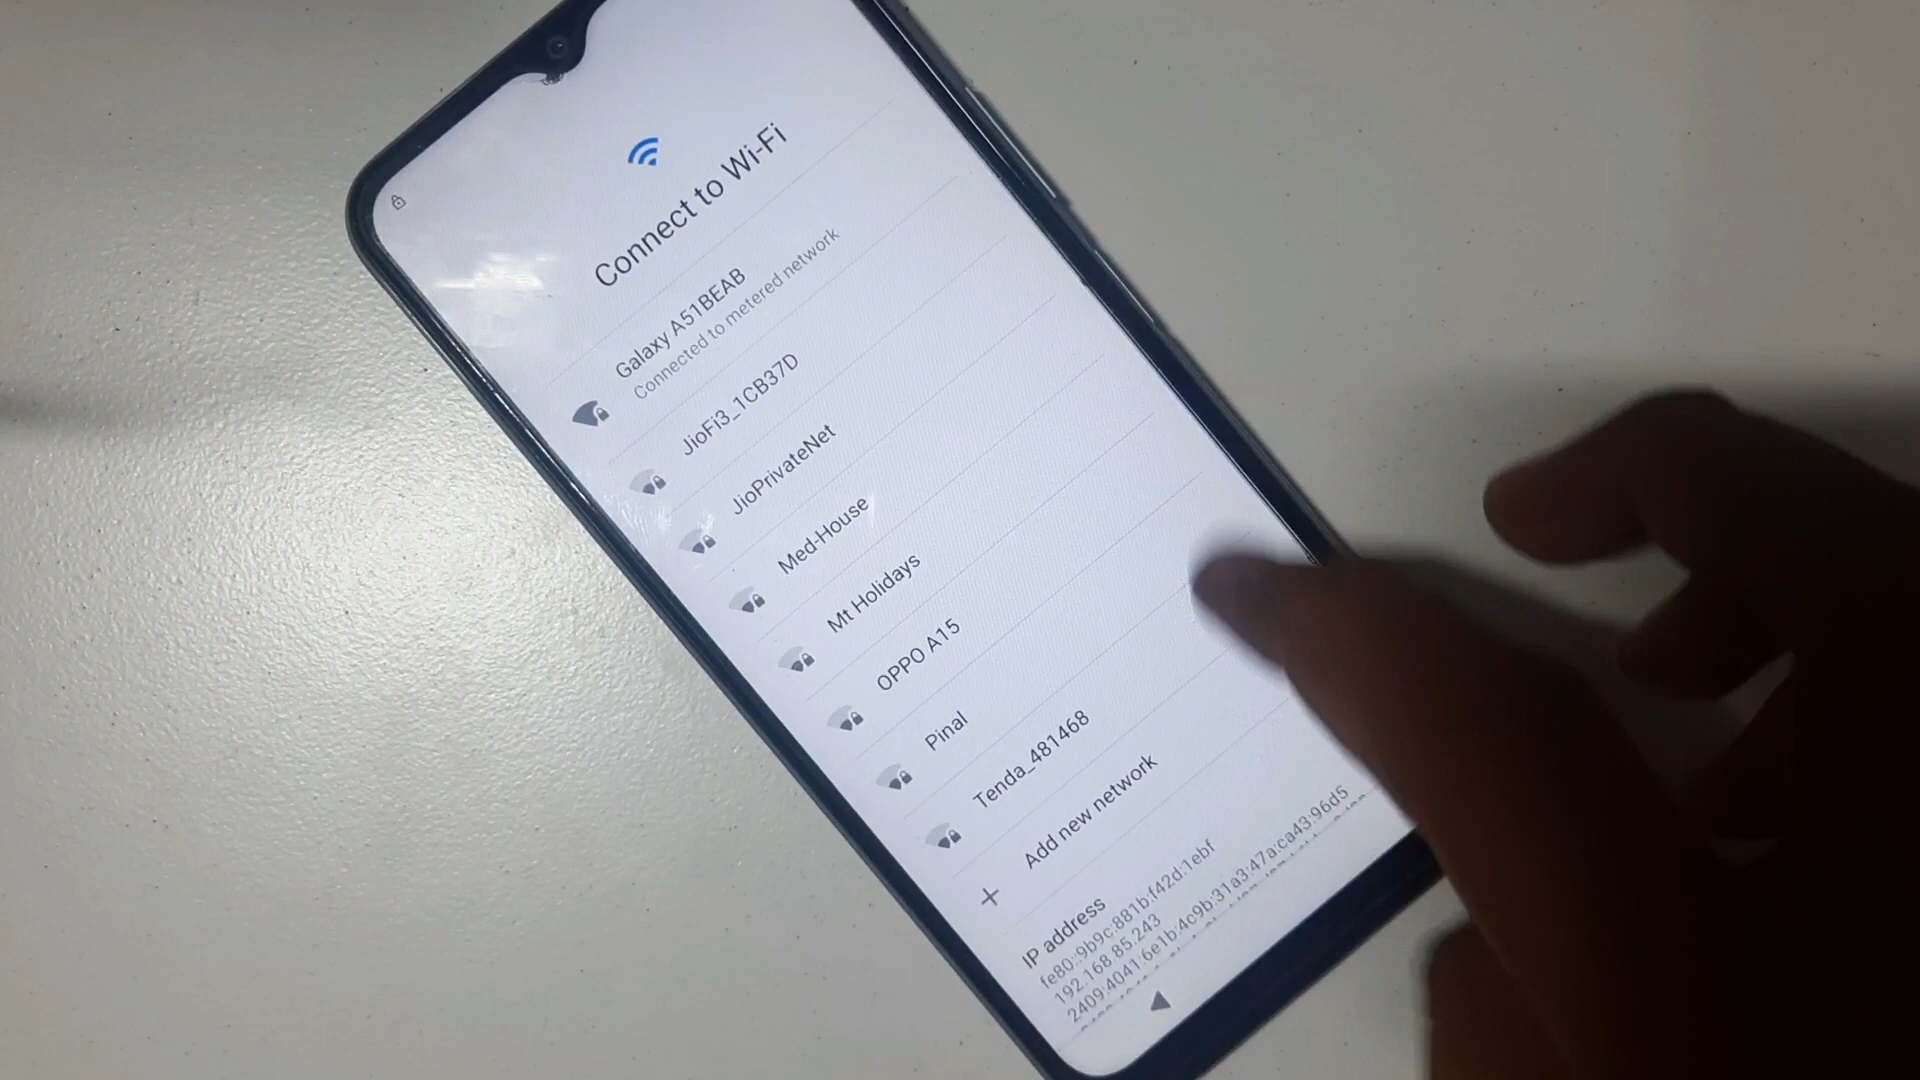 Connect to Wi-Fi
Galaxy A51BEAB
Connected to metered network
JioFi3_1CB37D
JioPrivateNet
Med-House
Mt Holidays
OPPO A15
Pinal
Tenda_481468
Add new network
IP address
fe80::9b9c:881b:f42d:1ebf
192.168.85.243
2409:4041:6e1b:4c9b:31a3:47a:ca43:96d5